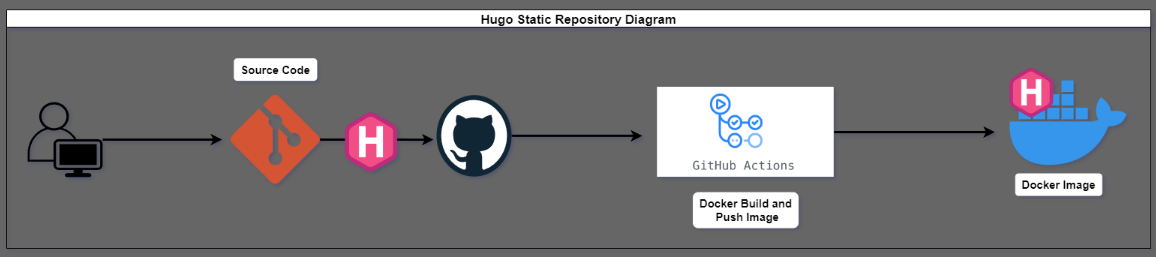 Hugo Static Repository Diagram
Source Code
H
H
GitHub Actions
Docker Build and
Push Image
Docker Image